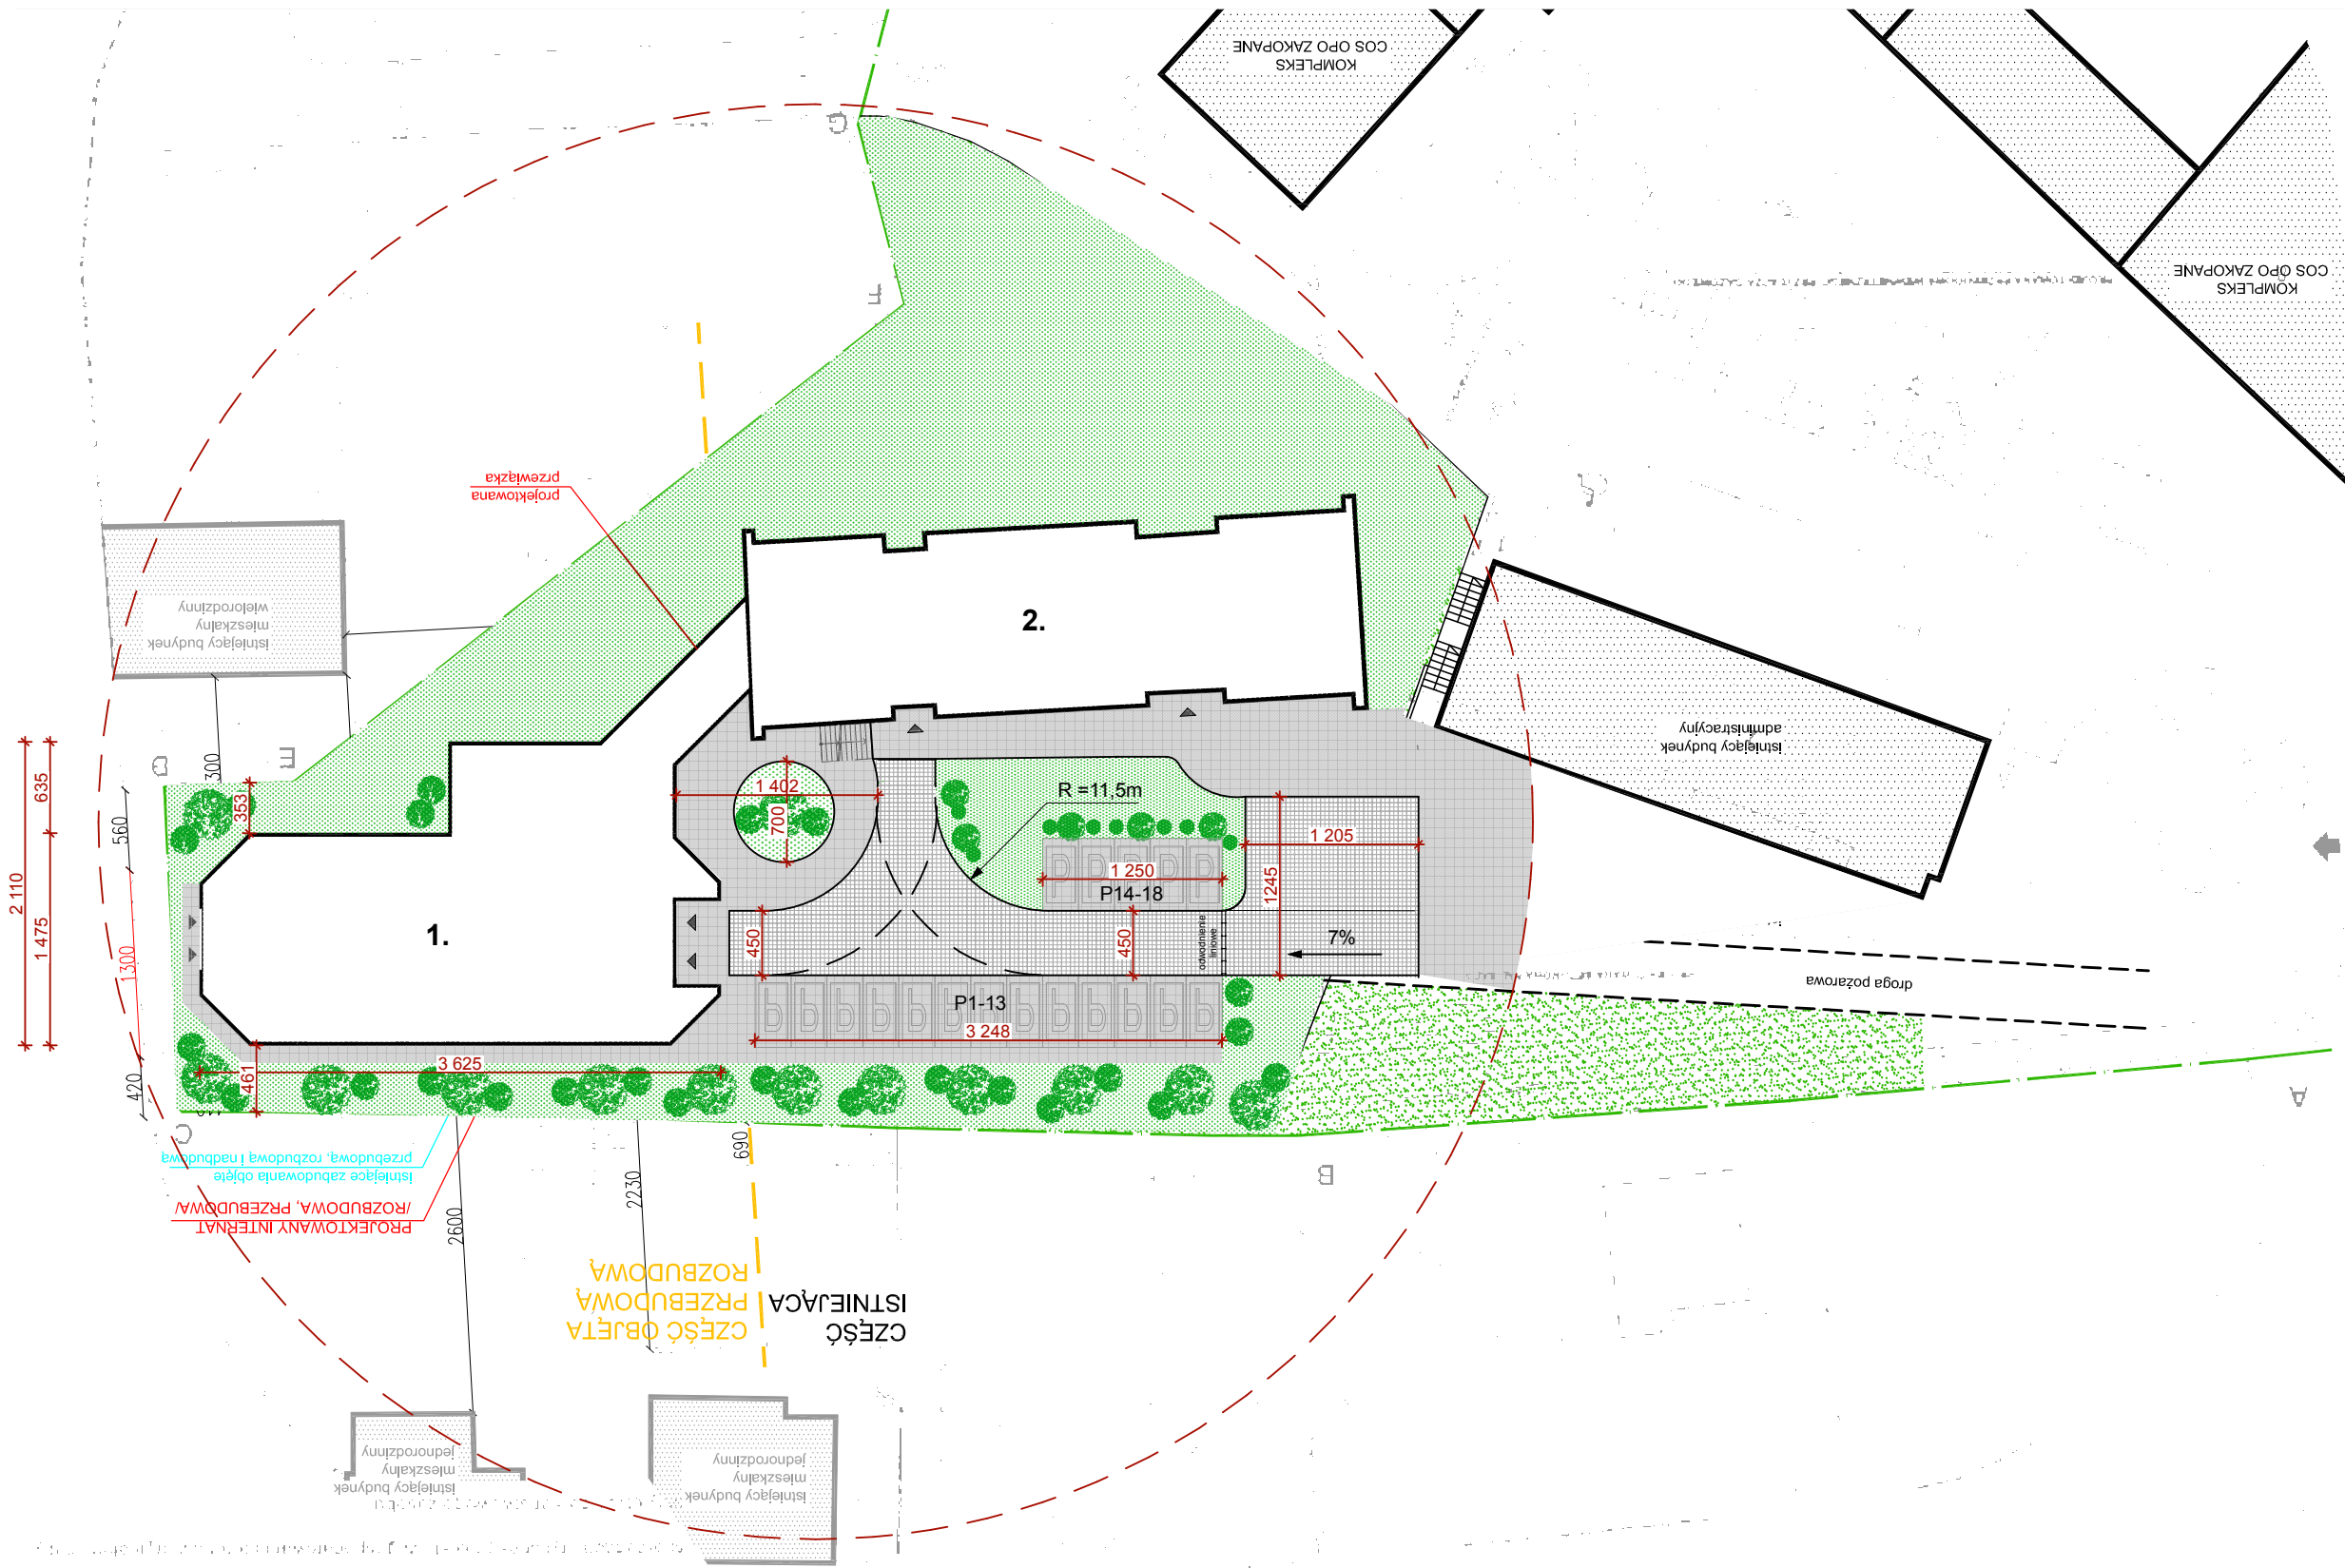 KOMPLEKS
COS OPO ZAKOPANE
KOMPLEKS
COS OPO ZAKOPANE
G
F
projektowana
przewiązka
istniejący budynek
mieszkalny
wielorodzinny
2.
istniejący budynek
administracyjny
E
D
300
2 110
635
560
353
1 402
700
R =11,5m
1 205
1 250
P14-18
1245
1 475
1.
1300
450
450
odwodnienie
liniowe
7%
droga pożarowa
P1-13
3 248
3 625
461
420
A
B
C
690
istniejące zabudowania objęte
przebudową, rozbudową i nadbudową
PROJEKTOWANY INTERNAT
/ROZBUDOWA, PRZEBUDOWA/
2600
2230
CZĘŚĆ OBJĘTA
PRZEBUDOWĄ
ROZBUDOWĄ
CZĘŚĆ
ISTNIEJĄCA
istniejący budynek
mieszkalny
jednorodzinny
istniejący budynek
mieszkalny
jednorodzinny